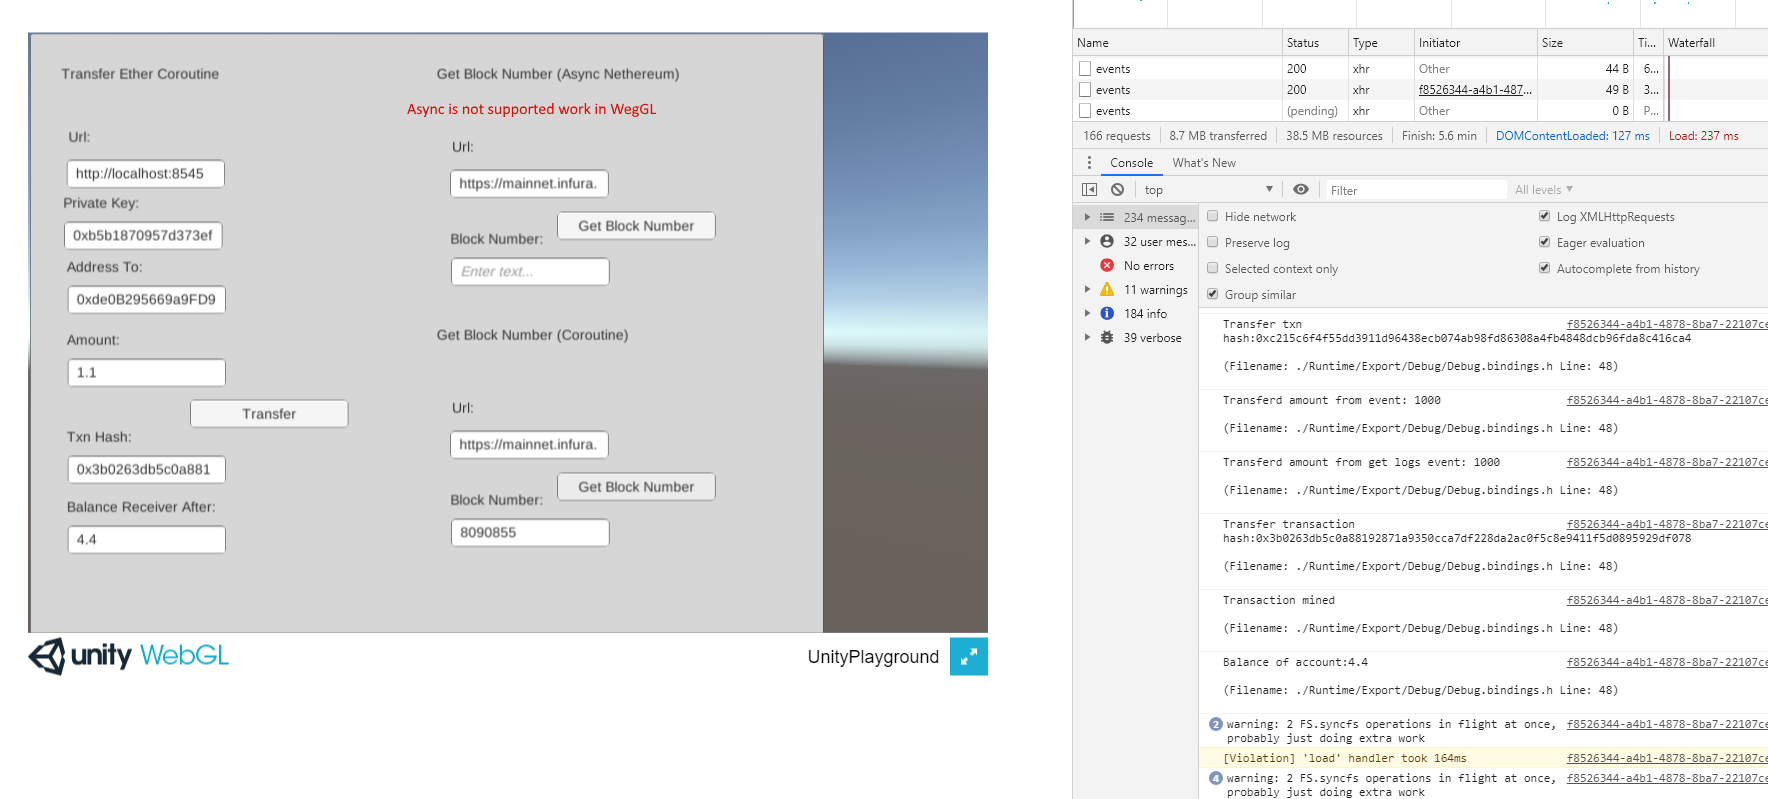 Transfer Ether Coroutine
Url:
http://localhost:8545
Private Key:
0xb5b1870957d373ef
Address To:
0xde0B295669a9FD9
Amount:
1.1
Transfer
Txn Hash:
0x3b0263db5c0a881
Balance Receiver After:
4.4
Get Block Number (Async Nethereum)
Async is not supported work in WegGL
Url:
https://mainnet.infura.
Get Block Number
Block Number:
Enter text...
Get Block Number (Coroutine)
Url:
https://mainnet.infura.
Get Block Number
Block Number:
8090855
unity WebGL
UnityPlayground
Name Status Type Initiator Size Ti... Waterfall
events 200 xhr Other 44 B 6...
events 200 xhr f8526344-a4b1-487... 49 B 3...
events (pending) xhr Other 0 B P...
166 requests 8.7 MB transferred 38.5 MB resources Finish: 5.6 min DOMContentLoaded: 127 ms Load: 237 ms
Console What's New
top Filter All levels
234 messag...
32 user mes...
No errors
11 warnings
184 info
39 verbose
Hide network Log XMLHttpRequests
Preserve log Eager evaluation
Selected context only Autocomplete from history
Group similar
Transfer txn f8526344-a4b1-4878-8ba7-22107ce
hash:0xc215c6f4f55dd3911d96438ecb074ab98fd86308a4fb4848dcb96fda8c416ca4
(Filename: ./Runtime/Export/Debug/Debug.bindings.h Line: 48)
Transferd amount from event: 1000 f8526344-a4b1-4878-8ba7-22107ce
(Filename: ./Runtime/Export/Debug/Debug.bindings.h Line: 48)
Transferd amount from get logs event: 1000 f8526344-a4b1-4878-8ba7-22107ce
(Filename: ./Runtime/Export/Debug/Debug.bindings.h Line: 48)
Transfer transaction f8526344-a4b1-4878-8ba7-22107ce
hash:0x3b0263db5c0a88192871a9350cca7df228da2ac0f5c8e9411f5d0895929df078
(Filename: ./Runtime/Export/Debug/Debug.bindings.h Line: 48)
Transaction mined f8526344-a4b1-4878-8ba7-22107ce
(Filename: ./Runtime/Export/Debug/Debug.bindings.h Line: 48)
Balance of account:4.4 f8526344-a4b1-4878-8ba7-22107ce
(Filename: ./Runtime/Export/Debug/Debug.bindings.h Line: 48)
2 warning: 2 FS.syncfs operations in flight at once, f8526344-a4b1-4878-8ba7-22107ce
probably just doing extra work
[Violation] 'load' handler took 164ms f8526344-a4b1-4878-8ba7-22107ce
4 warning: 2 FS.syncfs operations in flight at once, f8526344-a4b1-4878-8ba7-22107ce
probably just doing extra work